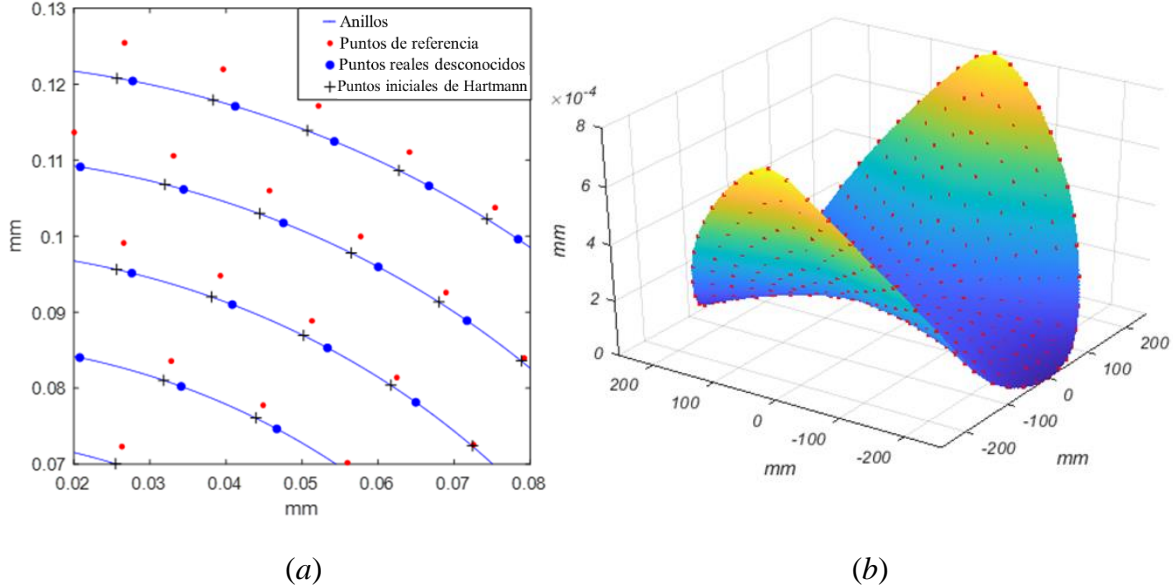 0.13
0.12
0.11
0.1
0.09
0.08
0.07
mm
0.02 0.03 0.04 0.05 0.06 0.07 0.08
mm
Anillos
Puntos de referencia
Puntos reales desconocidos
Puntos iniciales de Hartmann
(a)
×10⁻⁴
8
6
4
2
0
mm
200 100 0 -100 -200
mm
200
100
0
-100
-200
mm
(b)